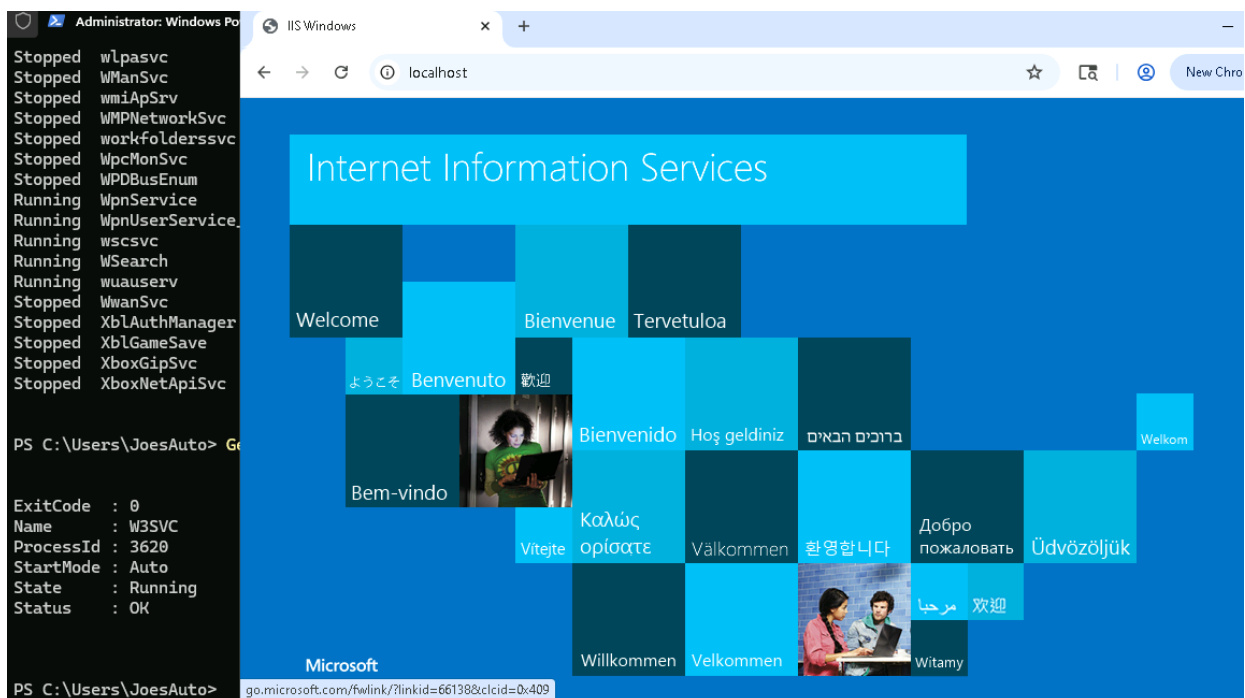 Administrator: Windows Po
Stopped wlpasvc
Stopped WManSvc
Stopped wmiApSrv
Stopped WMPNetworkSvc
Stopped workfolderssvc
Stopped WpcMonSvc
Stopped WPDBusEnum
Running WpnService
Running WpnUserService_
Running wscsvc
Running WSearch
Running wuauserv
Stopped WwanSvc
Stopped XblAuthManager
Stopped XblGameSave
Stopped XboxGipSvc
Stopped XboxNetApiSvc
PS C:\Users\JoesAuto> Ge
ExitCode : 0
Name : W3SVC
ProcessId : 3620
StartMode : Auto
State : Running
Status : OK
PS C:\Users\JoesAuto>
IIS Windows
localhost
New Chro
Internet Information Services
Welcome
Bienvenue
Tervetuloa
ようこそ
Benvenuto
歡迎
Bienvenido
Hoş geldiniz
ברוכים הבאים
Welkom
Bem-vindo
Vítejte
Καλώς
ορίσατε
Välkommen
환영합니다
Добро
пожаловать
Üdvözöljük
Willkommen
Velkommen
مرحبا
欢迎
Witamy
Microsoft
go.microsoft.com/fwlink/?linkid=66138&clcid=0x409